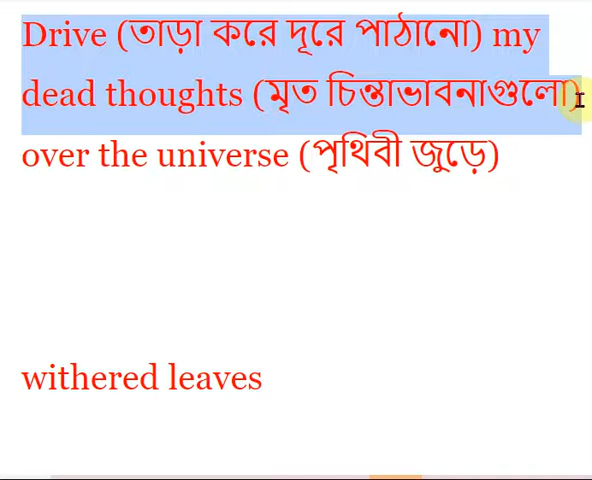 Drive (তাড়া করে দূরে পাঠানো) my
dead thoughts (মৃত চিন্তাভাবনাগুলো)
over the universe (পৃথিবী জুড়ে)
withered leaves